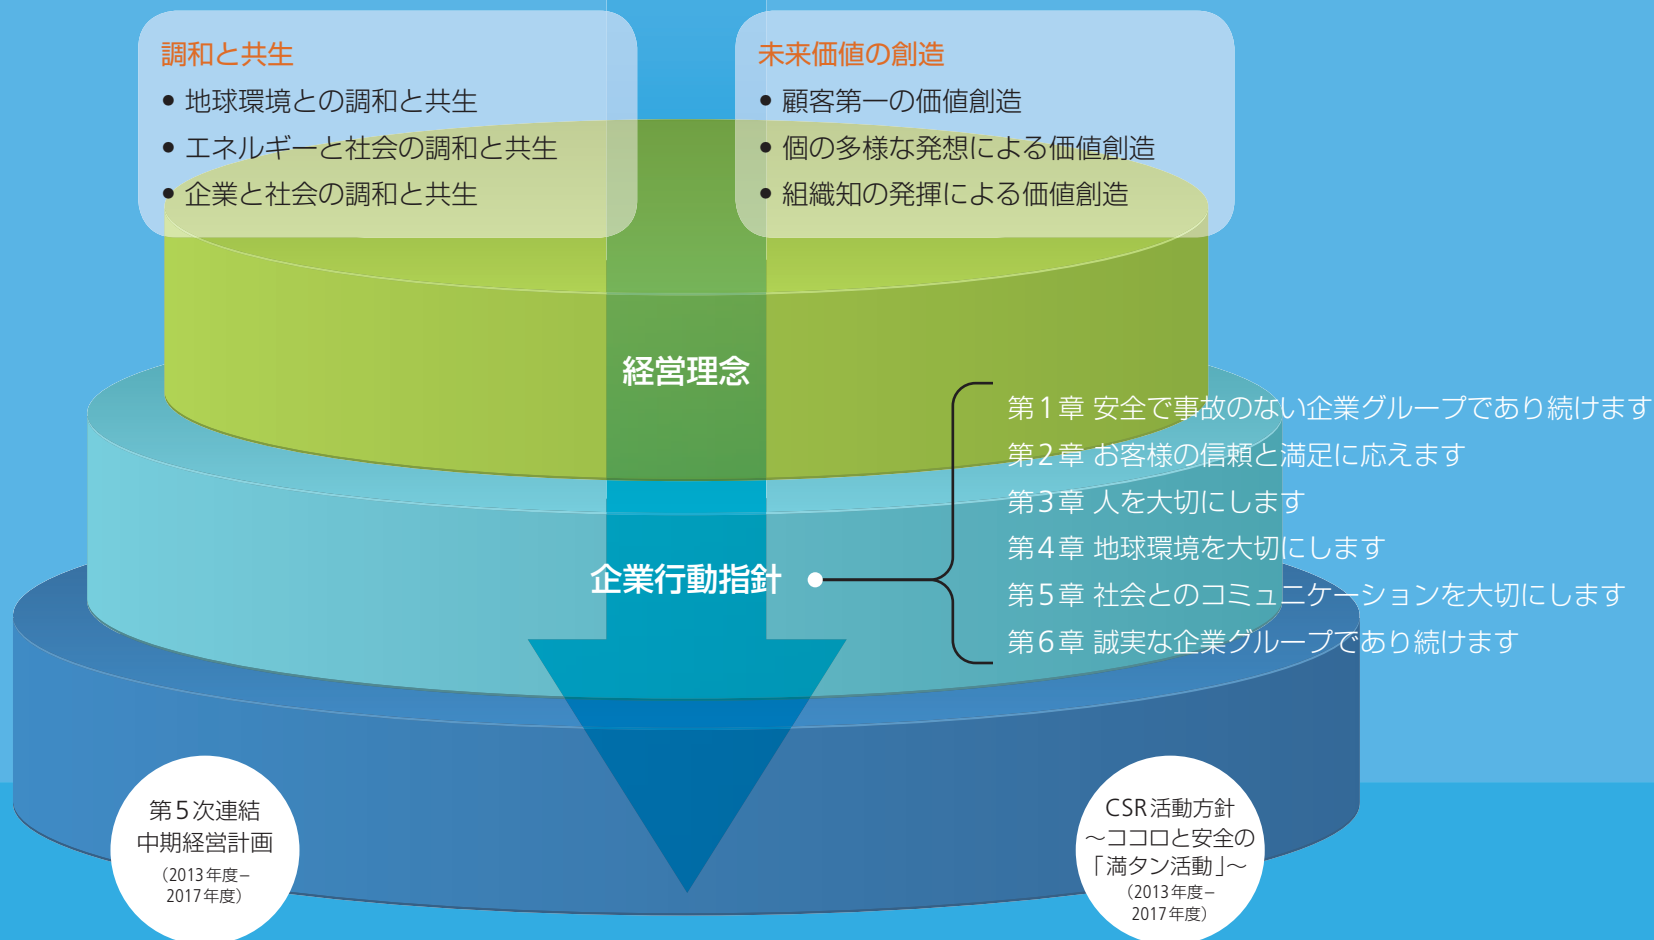 調和と共生
• 地球環境との調和と共生
• エネルギーと社会の調和と共生
• 企業と社会の調和と共生
未来価値の創造
• 顧客第一の価値創造
• 個の多様な発想による価値創造
• 組織知の発揮による価値創造
経営理念
企業行動指針
第1章 安全で事故のない企業グループであり続けます
第2章 お客様の信頼と満足に応えます
第3章 人を大切にします
第4章 地球環境を大切にします
第5章 社会とのコミュニケーションを大切にします
第6章 誠実な企業グループであり続けます
第5次連結
中期経営計画
（2013年度–
2017年度）
CSR活動方針
～ココロと安全の
「満タン活動」～
（2013年度–
2017年度）